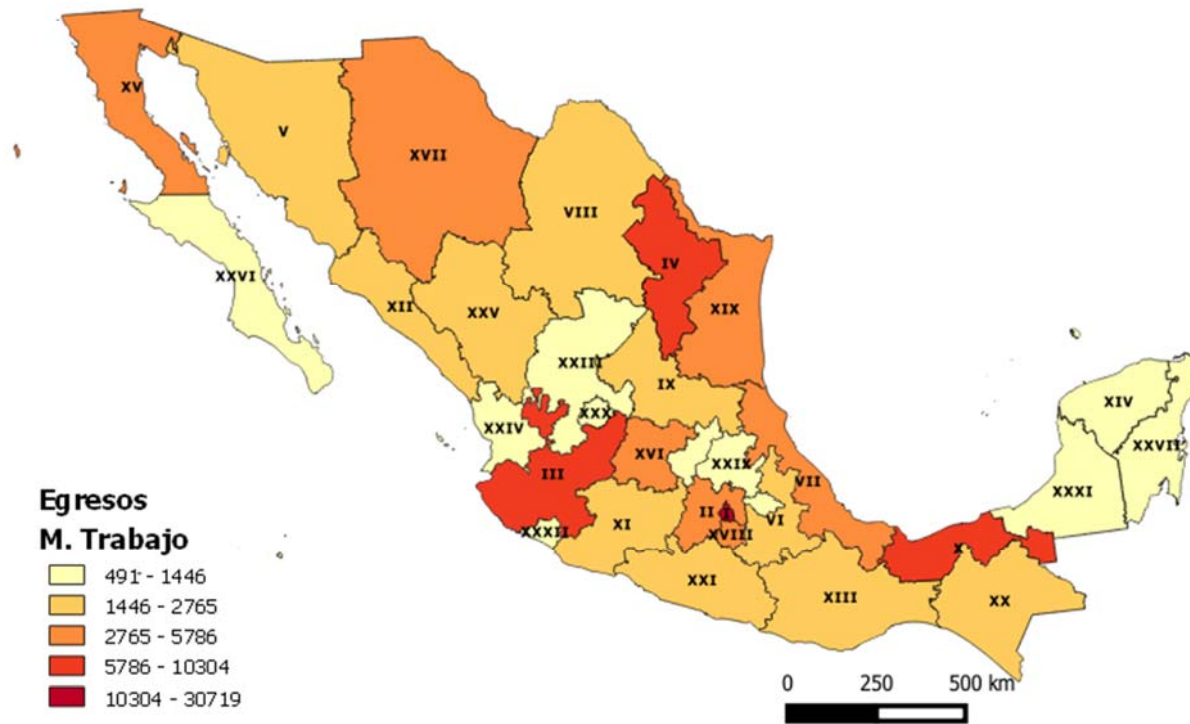 XV
V
XVII
VIII
IV
XXVI
XII
XXV
XIX
XXIII
IX
XXIV
XXX
XIV
XXVII
III
XVI
XXIX
VII
XXXI
XXXII
XI
II
I
XVIII
VI
X
XXI
XIII
XX
Egresos
M. Trabajo
491 - 1446
1446 - 2765
2765 - 5786
5786 - 10304
10304 - 30719
0 250 500 km